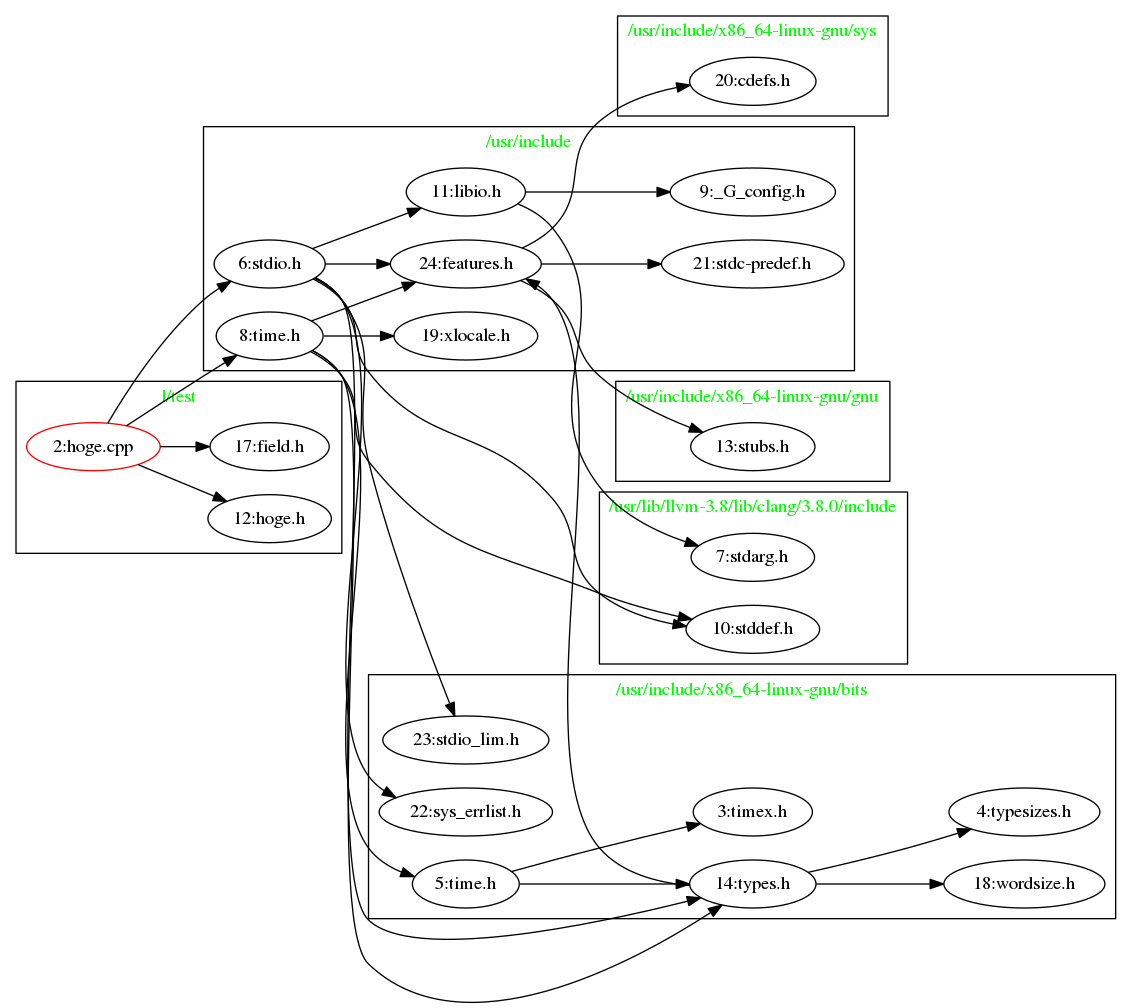 /usr/include/x86_64-linux-gnu/sys
20:cdefs.h
/usr/include
11:libio.h
9:_G_config.h
6:stdio.h
24:features.h
21:stdc-predef.h
8:time.h
19:xlocale.h
/test
2:hoge.cpp
17:field.h
12:hoge.h
/usr/include/x86_64-linux-gnu/gnu
13:stubs.h
/usr/lib/llvm-3.8/lib/clang/3.8.0/include
7:stdarg.h
10:stddef.h
/usr/include/x86_64-linux-gnu/bits
23:stdio_lim.h
22:sys_errlist.h
3:timex.h
4:typesizes.h
5:time.h
14:types.h
18:wordsize.h